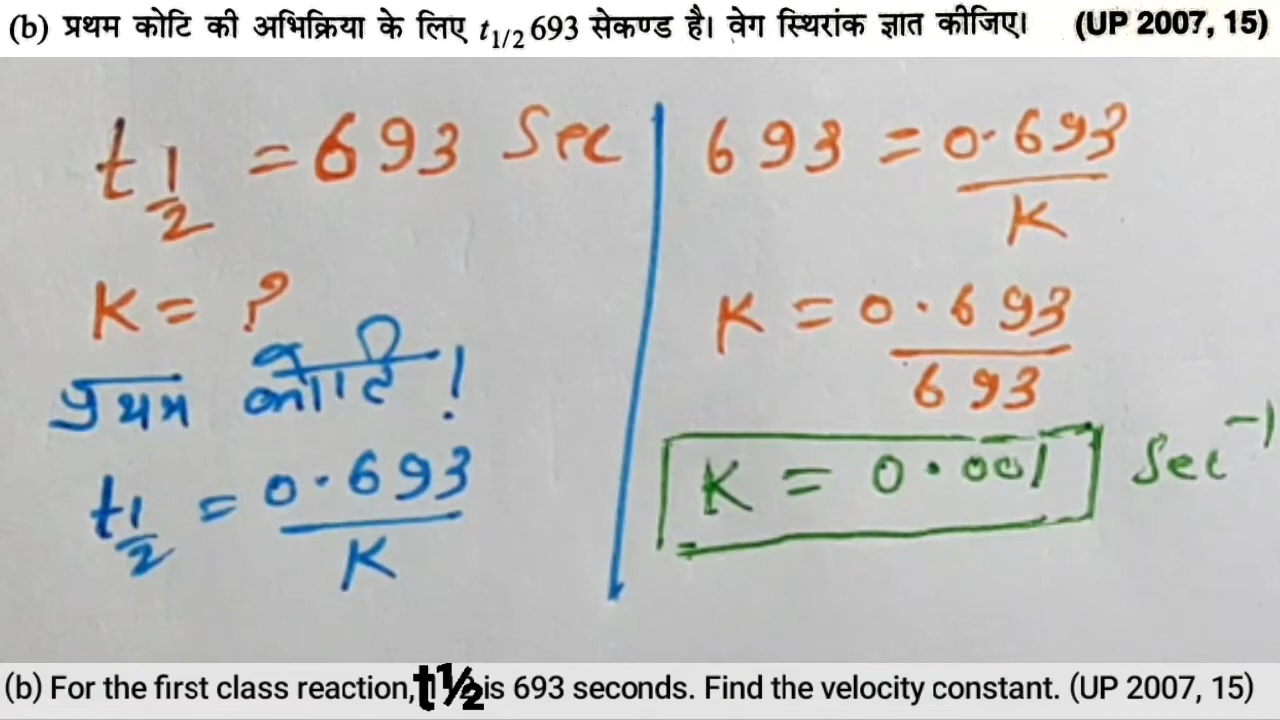 (b) प्रथम कोटि की अभिक्रिया के लिए t1/2 693 सेकण्ड है। वेग स्थिरांक ज्ञात कीजिए। (UP 2007, 15)
t 1/2 = 693 Sec
K = ?
प्रथम कोटि !
t 1/2 = 0.693/K
693 = 0.693/K
K = 0.693/693
K = 0.001 Sec⁻¹
(b) For the first class reaction, t½ is 693 seconds. Find the velocity constant. (UP 2007, 15)